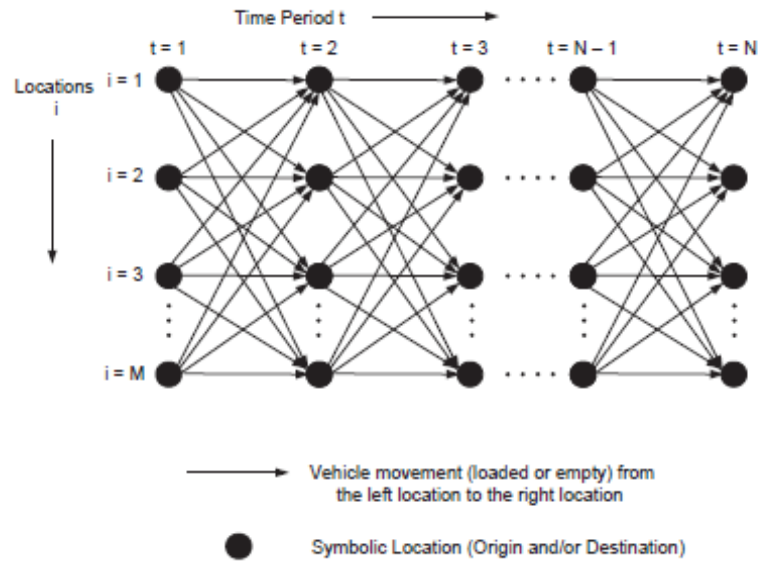 Time Period t
t = 1 t = 2 t = 3 t = N – 1 t = N
Locations
i
i = 1
i = 2
i = 3
i = M
Vehicle movement (loaded or empty) from
the left location to the right location
Symbolic Location (Origin and/or Destination)